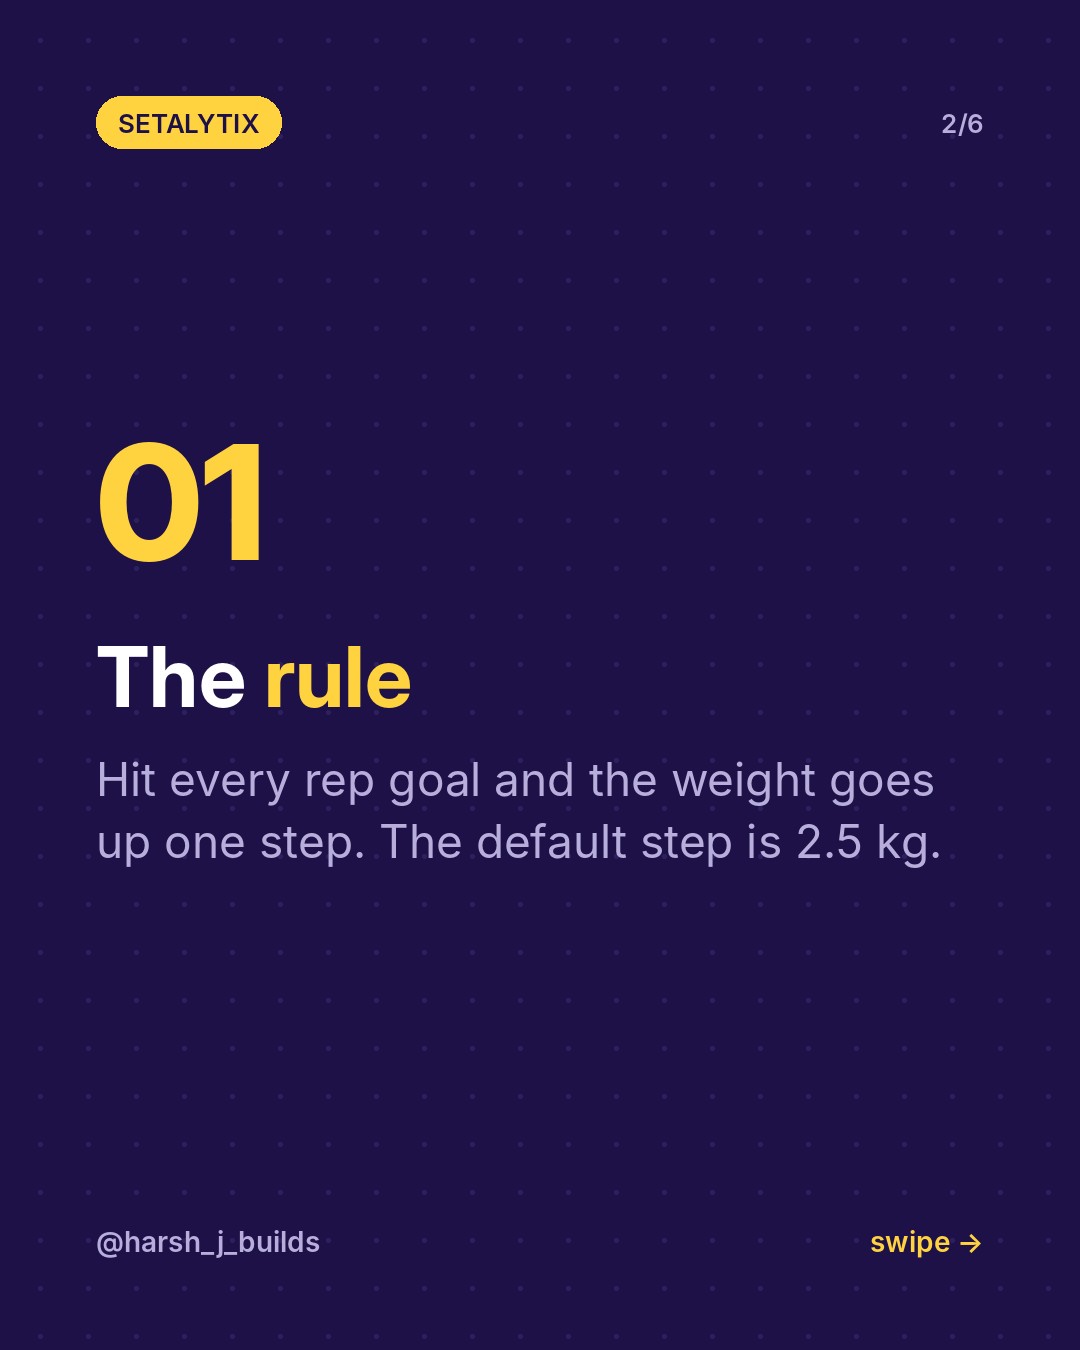 SETALYTIX
2/6
01
The rule
Hit every rep goal and the weight goes
up one step. The default step is 2.5 kg.
@harsh_j_builds
swipe →